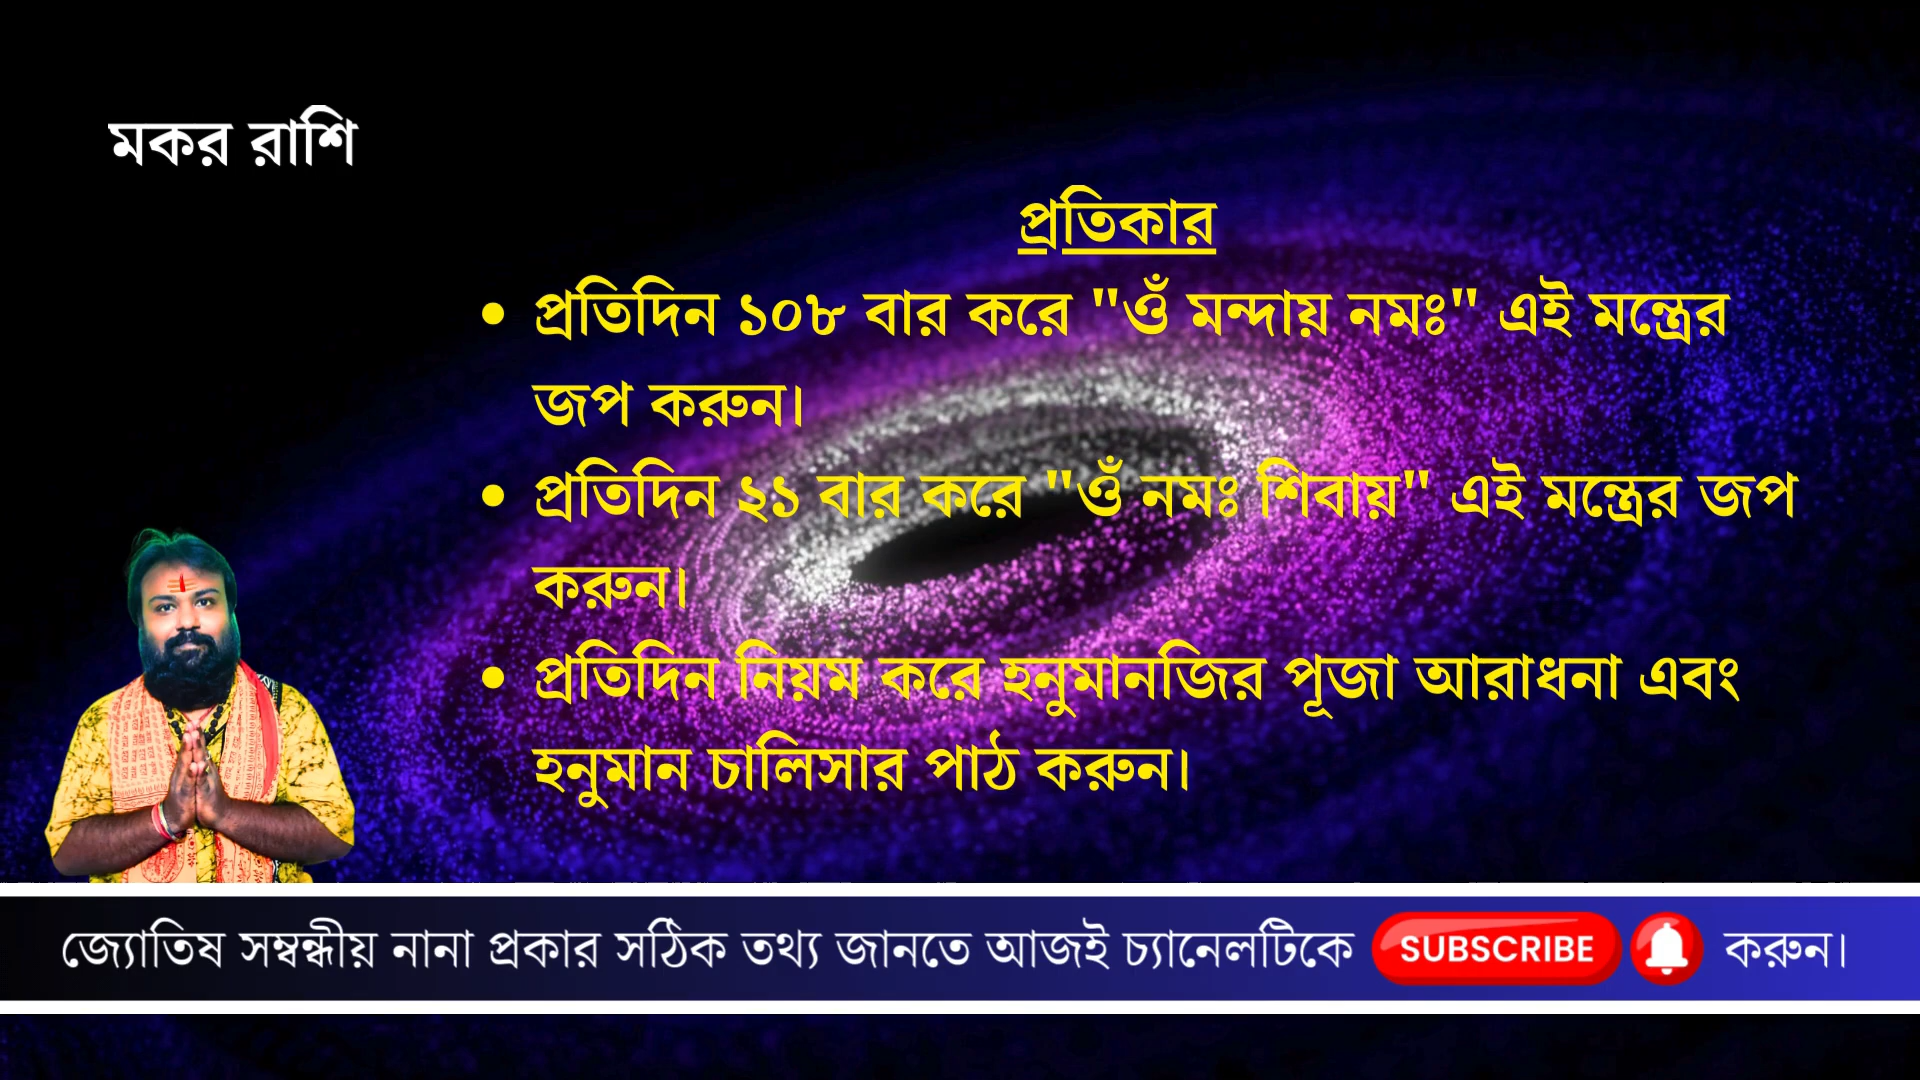 মকর রাশি
প্রতিকার
• প্রতিদিন ১০৮ বার করে "ওঁ মন্দায় নমঃ" এই মন্ত্রের
জপ করুন।
• প্রতিদিন ২১ বার করে "ওঁ নমঃ শিবায়" এই মন্ত্রের জপ
করুন।
• প্রতিদিন নিয়ম করে হনুমানজির পূজা আরাধনা এবং
হনুমান চালিসার পাঠ করুন।
জ্যোতিষ সম্বন্ধীয় নানা প্রকার সঠিক তথ্য জানতে আজই চ্যানেলটিকে SUBSCRIBE করুন।